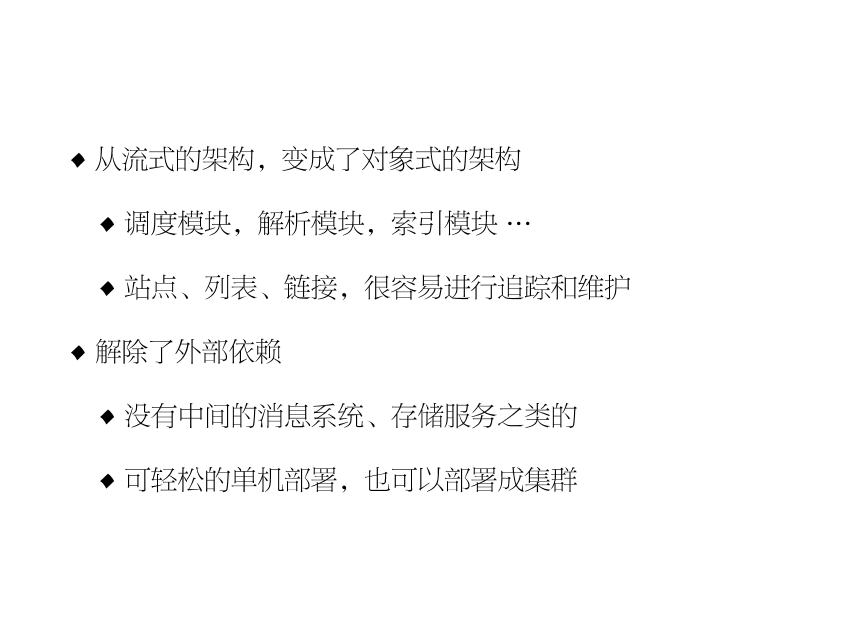 ◆ 从流式的架构，变成了对象式的架构
◆ 调度模块，解析模块，索引模块 …
◆ 站点、列表、链接，很容易进行追踪和维护
◆ 解除了外部依赖
◆ 没有中间的消息系统、存储服务之类的
◆ 可轻松的单机部署，也可以部署成集群